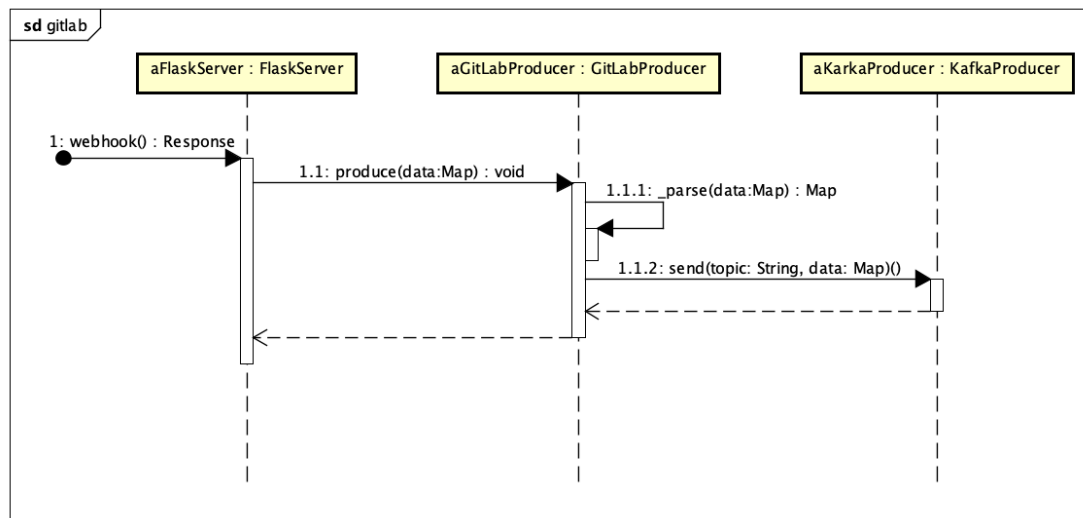 sd gitlab
aFlaskServer : FlaskServer
aGitLabProducer : GitLabProducer
aKarkaProducer : KafkaProducer
1: webhook() : Response
1.1: produce(data:Map) : void
1.1.1: _parse(data:Map) : Map
1.1.2: send(topic: String, data: Map)()